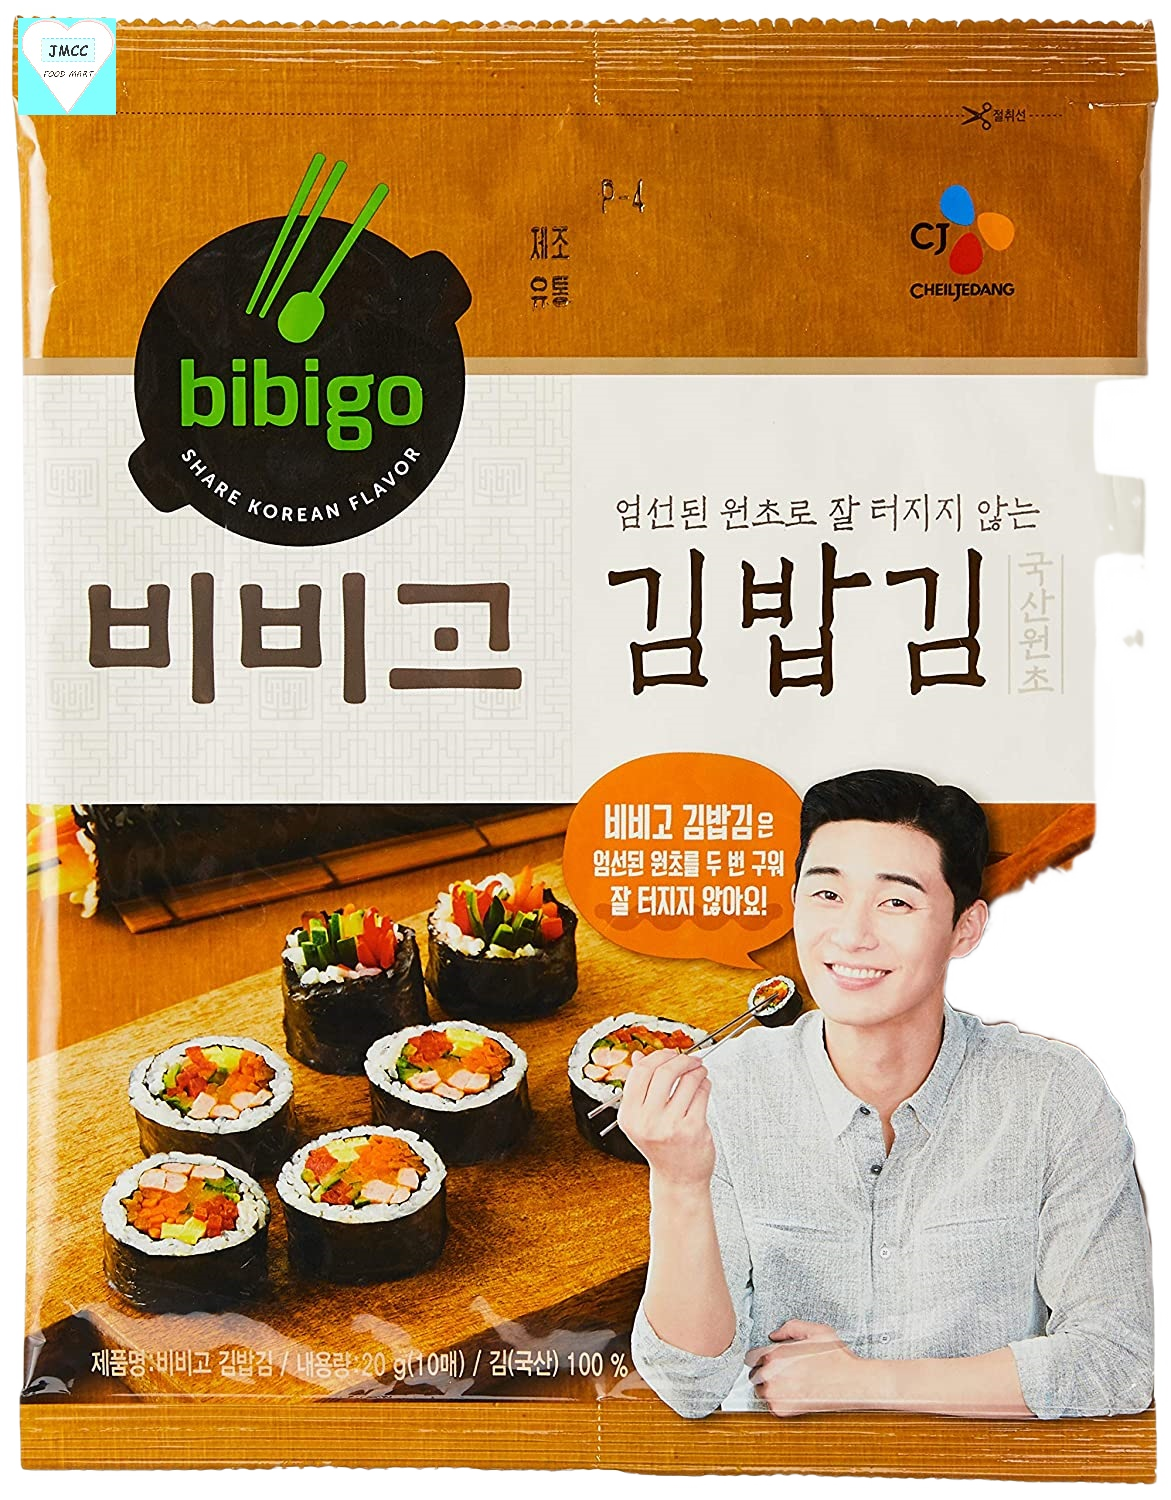 JMCC
FOOD MART
절취선
P-4
제조
유통
CJ
CHEILJEDANG
bibigo
SHARE KOREAN FLAVOR
비비고
엄선된 원초로 잘 터지지 않는
김밥김
국산원초
비비고 김밥김은
엄선된 원초를 두 번 구워
잘 터지지 않아요!
제품명:비비고 김밥김 / 내용량:20 g(10매) / 김(국산) 100 %